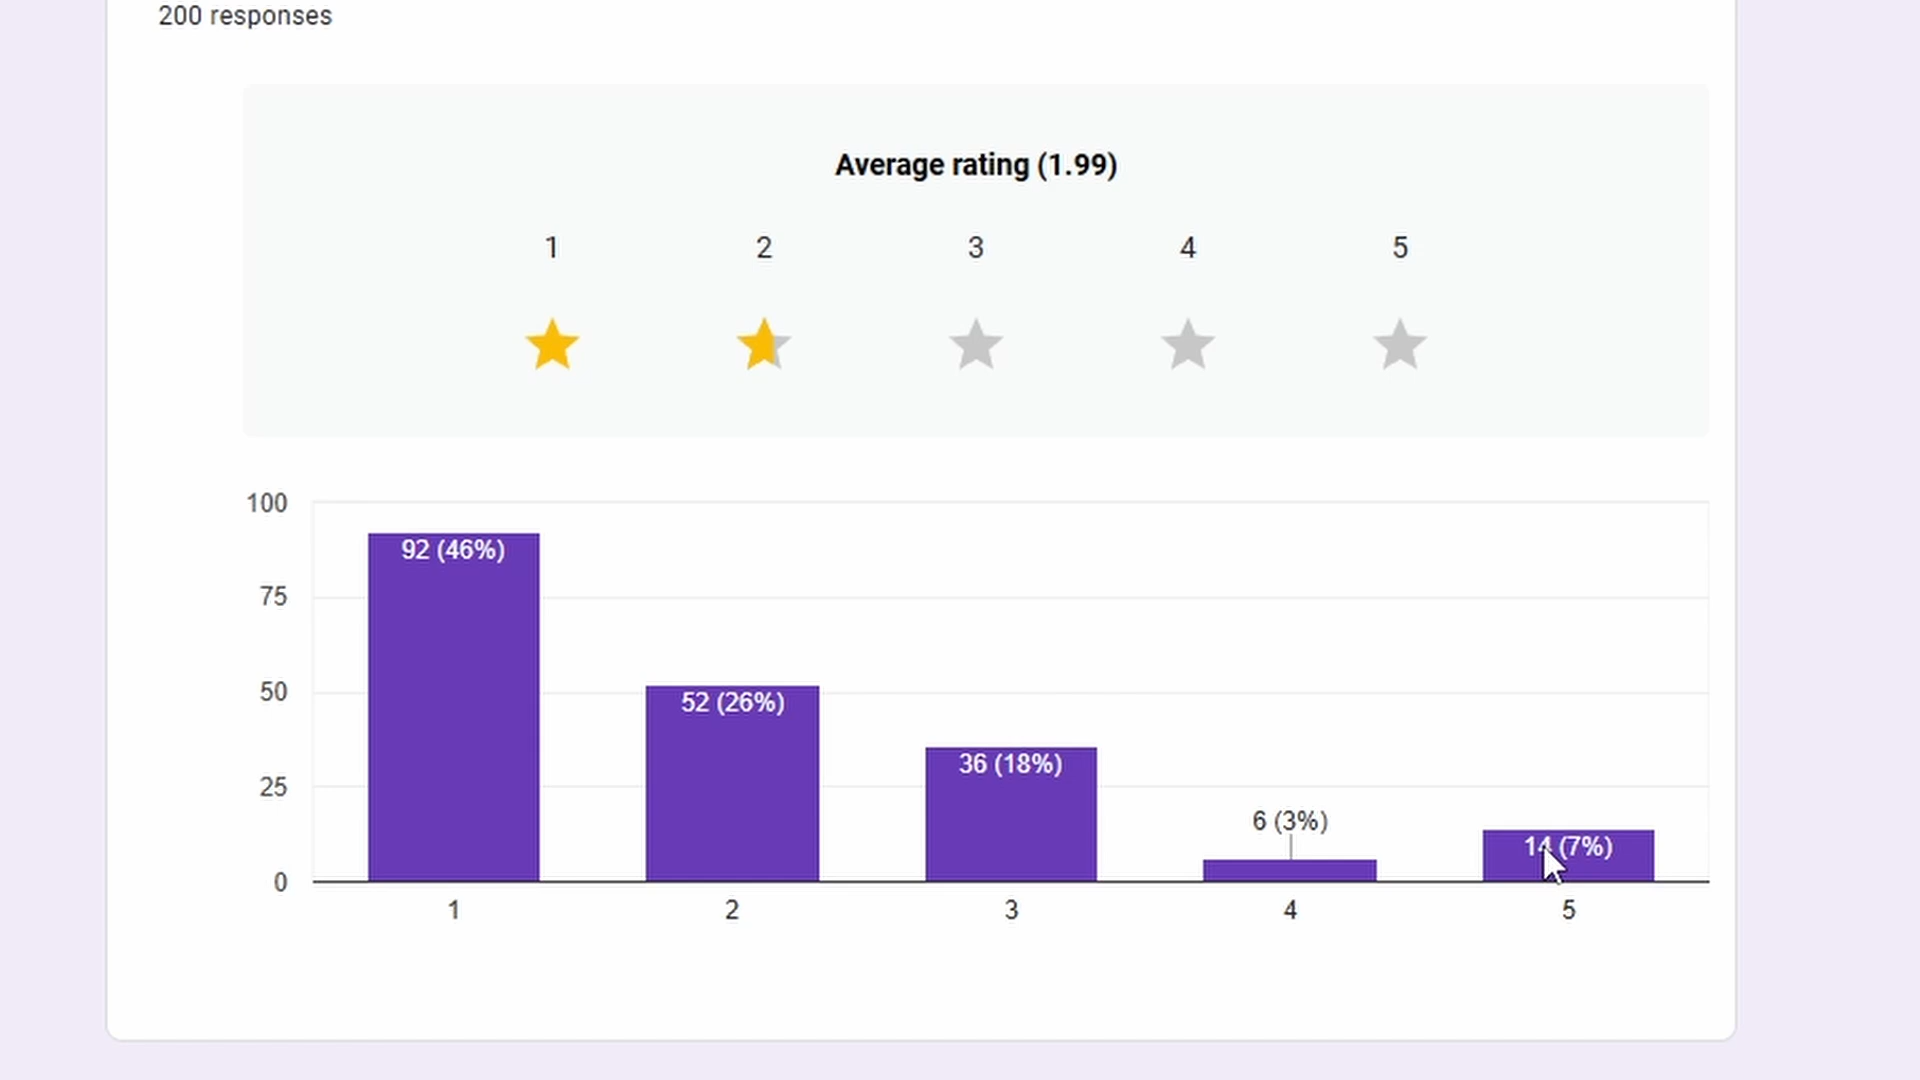 200 responses
Average rating (1.99)
1 2 3 4 5
100
92 (46%)
75
52 (26%)
50
36 (18%)
25
6 (3%)
14 (7%)
0
1 2 3 4 5